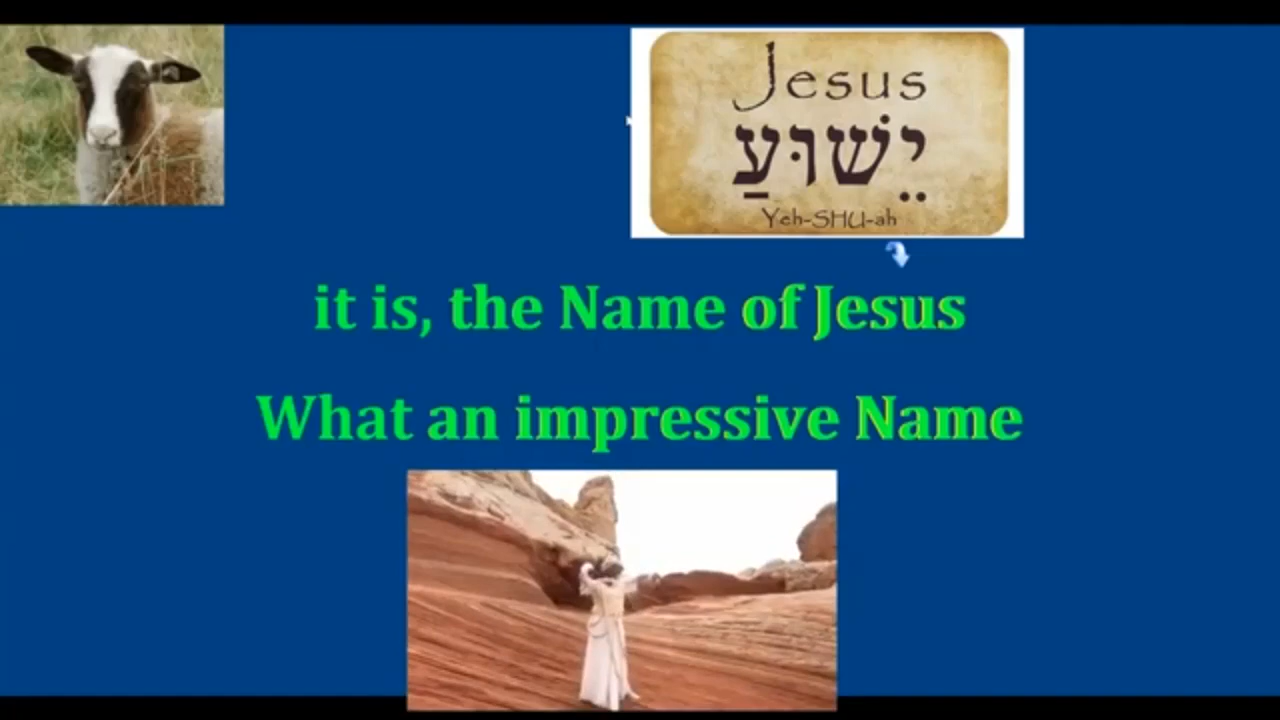 Jesus
יֵשׁוּעַ
Yeh-SHU-ah
it is, the Name of Jesus
What an impressive Name